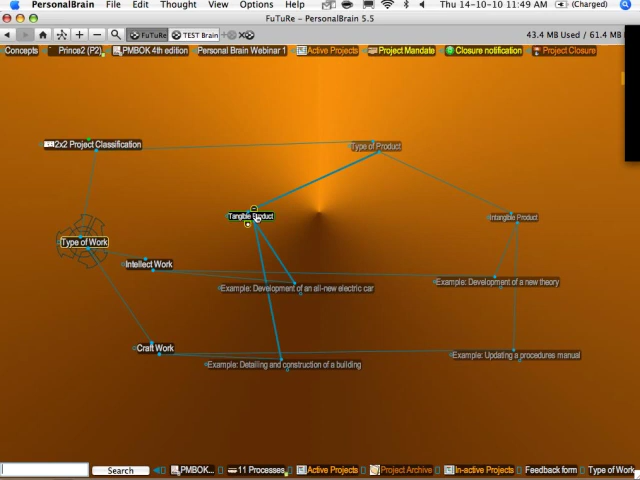 PersonalBrain File Edit Thought View Options Help Thu 14-10-10 11:49 AM (Charged)
FuTuRe - PersonalBrain 5.5
FuTuRe TEST Brain 43.4 MB Used / 61.4 MB
Concepts Prince2 (P2) PMBOK 4th edition Personal Brain Webinar 1 Active Projects Project Mandate Closure notification Project Closure
2x2 Project Classification
Type of Product
Tangible Product
Intangible Product
Type of Work
Intellect Work
Example: Development of a new theory
Example: Development of an all-new electric car
Craft Work
Example: Updating a procedures manual
Example: Detailing and construction of a building
Search PMBOK... 11 Processes Active Projects Project Archive In-active Projects Feedback form Type of Work